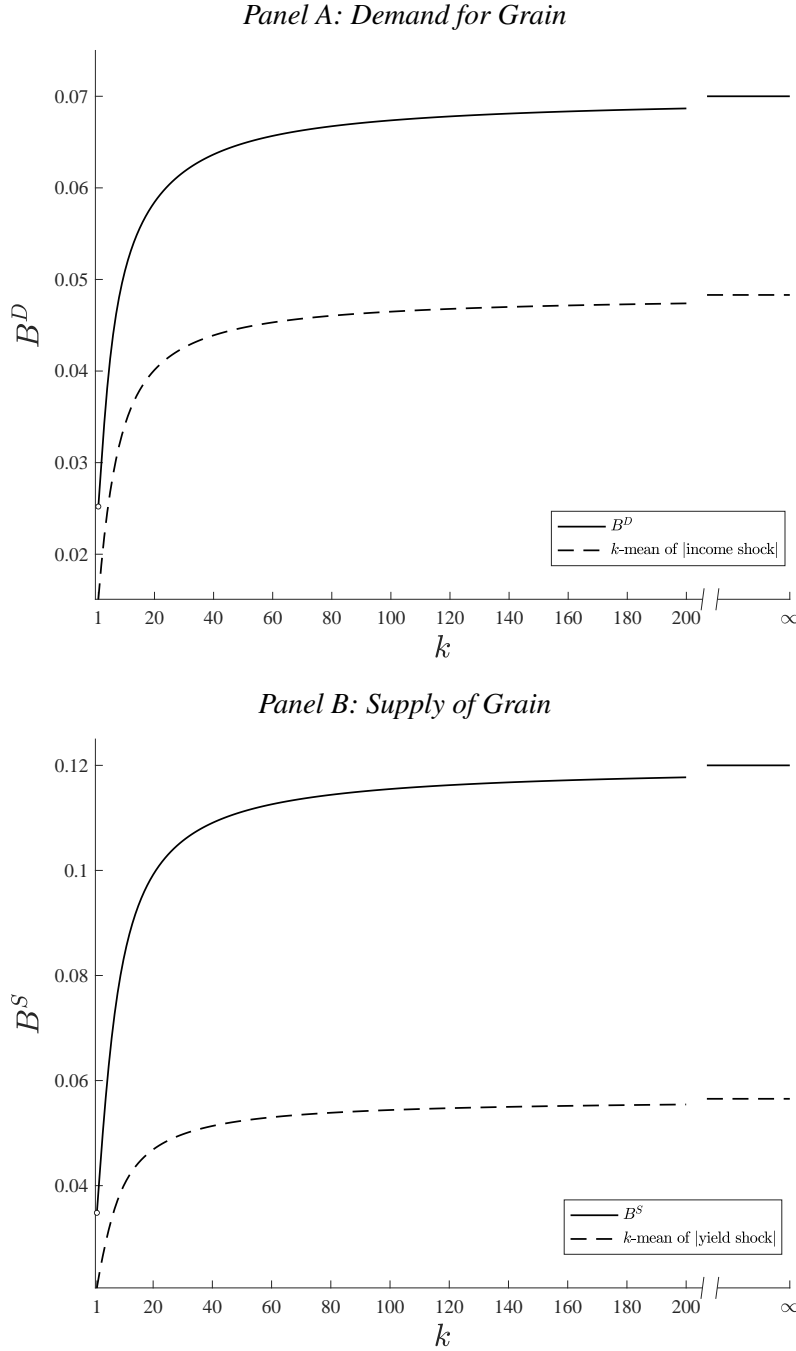 Panel A: Demand for Grain
0.07
0.06
0.05
0.04
0.03
0.02
B^D
B^D
k-mean of |income shock|
1 20 40 60 80 100 120 140 160 180 200 ∞
k
Panel B: Supply of Grain
0.12
0.1
0.08
0.06
0.04
B^S
B^S
k-mean of |yield shock|
1 20 40 60 80 100 120 140 160 180 200 ∞
k